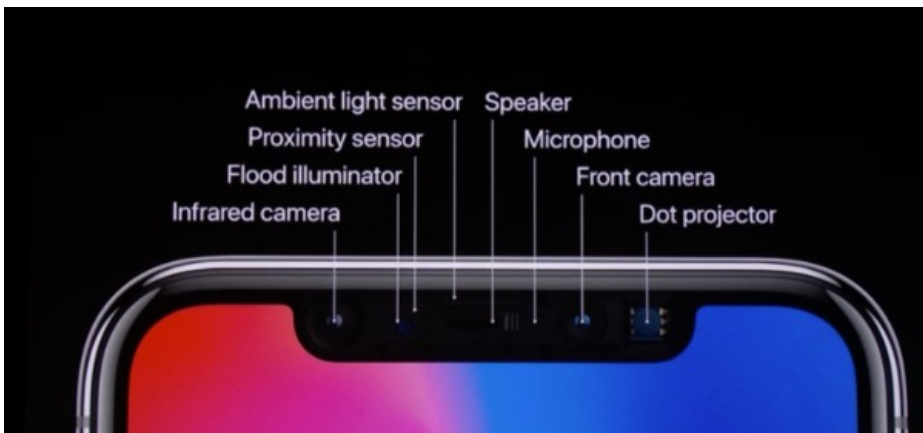 Ambient light sensor Speaker
Proximity sensor Microphone
Flood illuminator Front camera
Infrared camera Dot projector